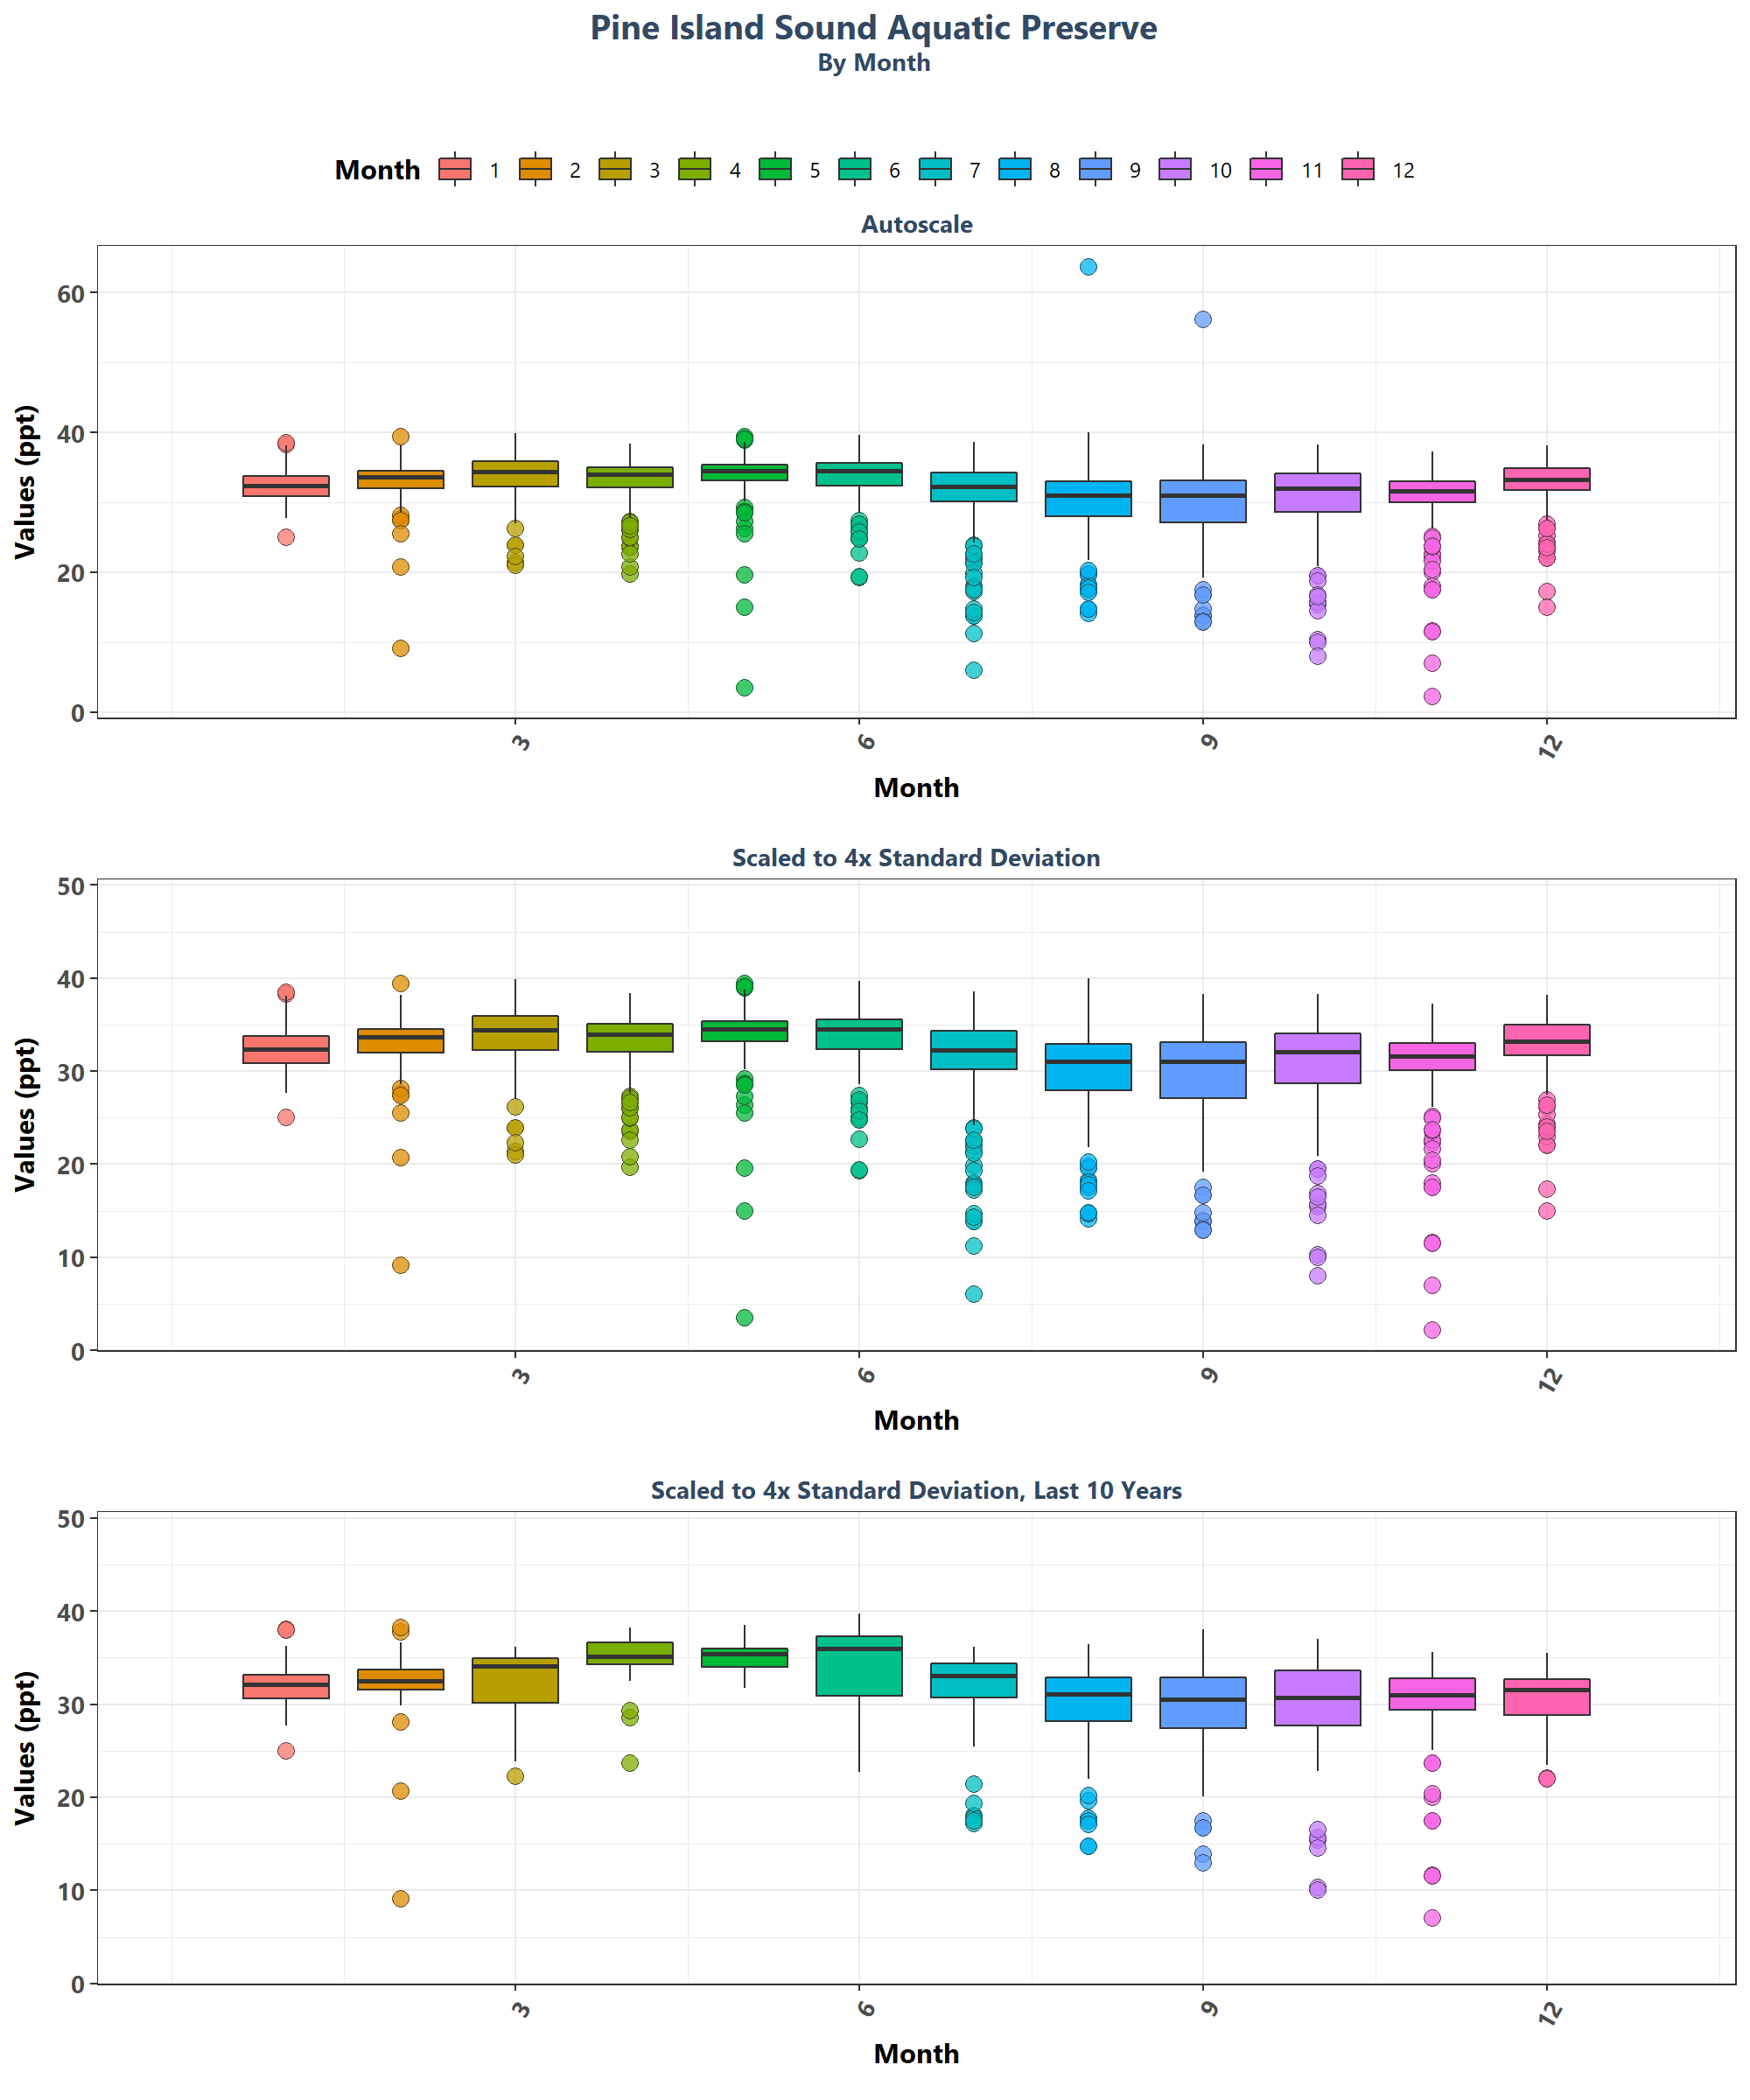 Pine Island Sound Aquatic Preserve
By Month
Month 1 2 3 4 5 6 7 8 9 10 11 12
Autoscale
Values (ppt)
60
40
20
0
3 6 9 12
Month
Scaled to 4x Standard Deviation
Values (ppt)
50
40
30
20
10
0
3 6 9 12
Month
Scaled to 4x Standard Deviation, Last 10 Years
Values (ppt)
50
40
30
20
10
0
3 6 9 12
Month